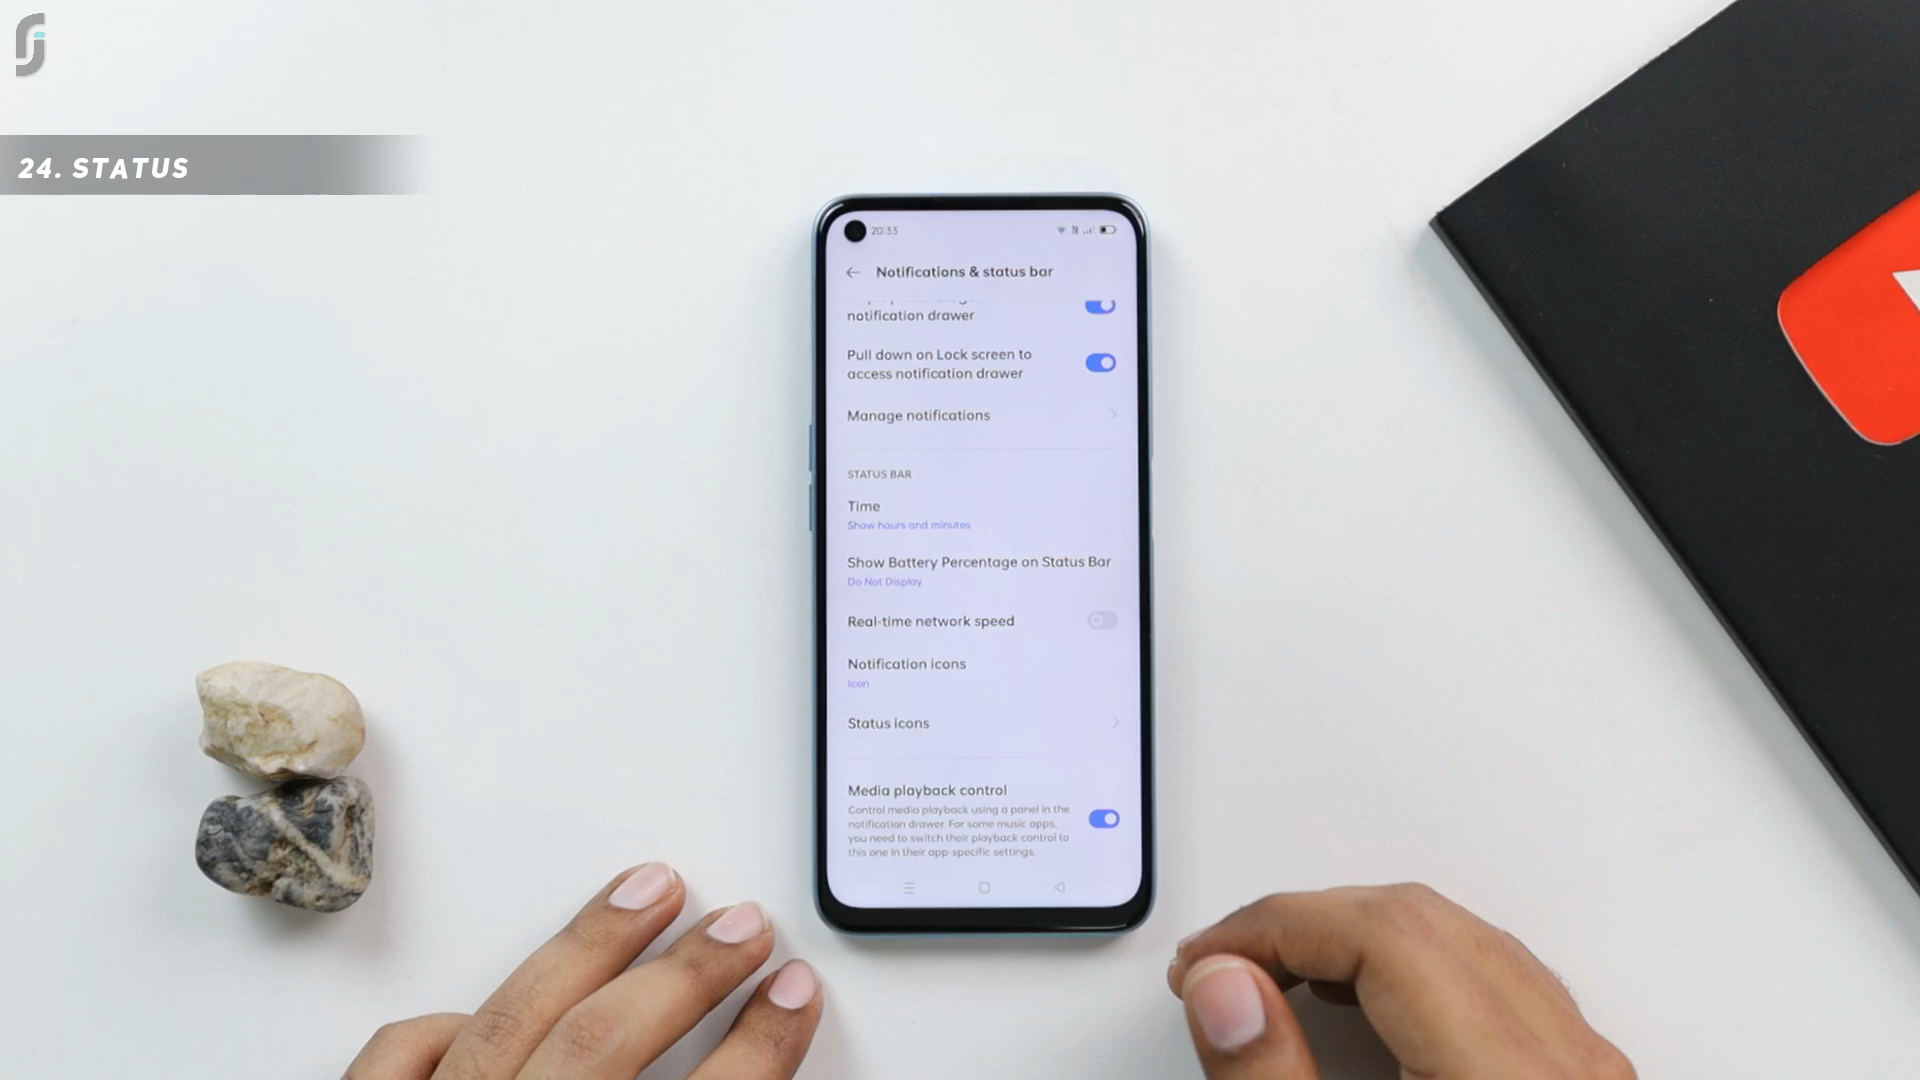 24. STATUS
20:33
Notifications & status bar
notification drawer
Pull down on Lock screen to
access notification drawer
Manage notifications
STATUS BAR
Time
Show hours and minutes
Show Battery Percentage on Status Bar
Do Not Display
Real-time network speed
Notification icons
Icon
Status icons
Media playback control
Control media playback using a panel in the
notification drawer. For some music apps,
you need to switch their playback control to
this one in their app-specific settings.